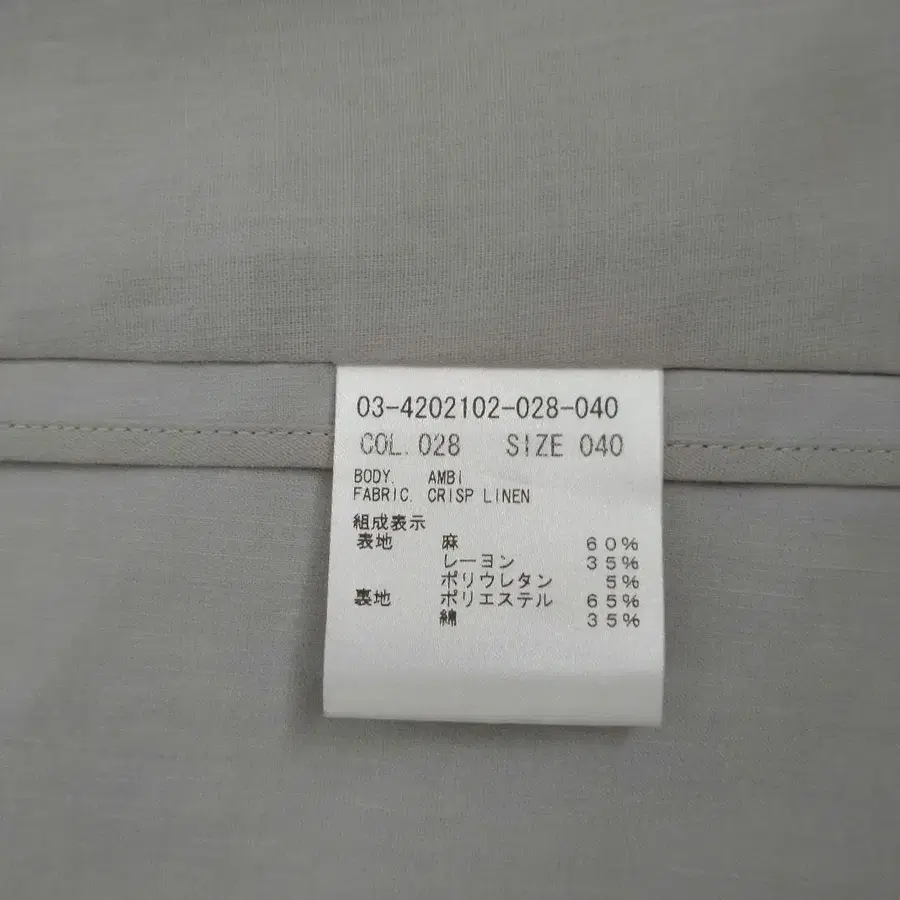 03-4202102-028-040
COL. 028 SIZE 040
BODY. AMBI
FABRIC. CRISP LINEN
組成表示
表地 麻 60%
レーヨン 35%
ポリウレタン 5%
裏地 ポリエステル 65%
綿 35%